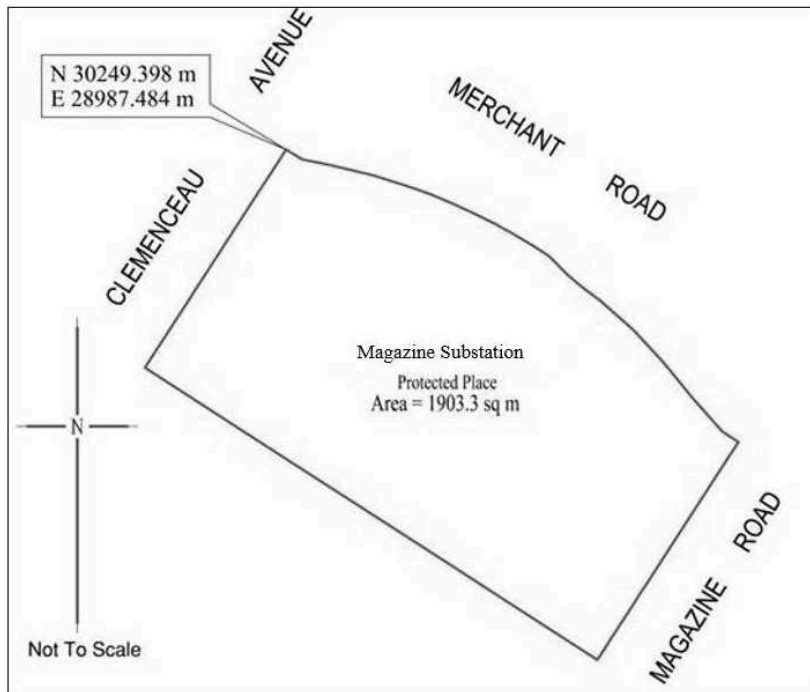 N 30249.398 m
E 28987.484 m
AVENUE
CLEMENCEAU
MERCHANT
ROAD
Magazine Substation
Protected Place
Area = 1903.3 sq m
N
ROAD
MAGAZINE
Not To Scale